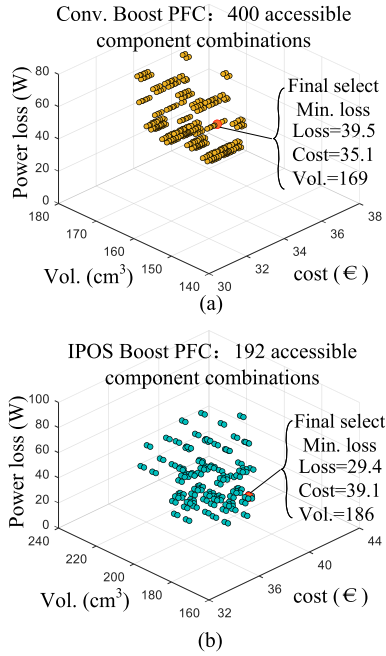 Conv. Boost PFC：400 accessible
component combinations
Power loss (W)
80
60
40
20
0
180
170
160
150
140
Vol. (cm³)
30
32
34
36
38
cost (€)
Final select
Min. loss
Loss=39.5
Cost=35.1
Vol.=169
(a)
IPOS Boost PFC：192 accessible
component combinations
Power loss (W)
100
80
60
40
20
0
240
220
200
180
160
Vol. (cm³)
32
36
40
44
cost (€)
Final select
Min. loss
Loss=29.4
Cost=39.1
Vol.=186
(b)